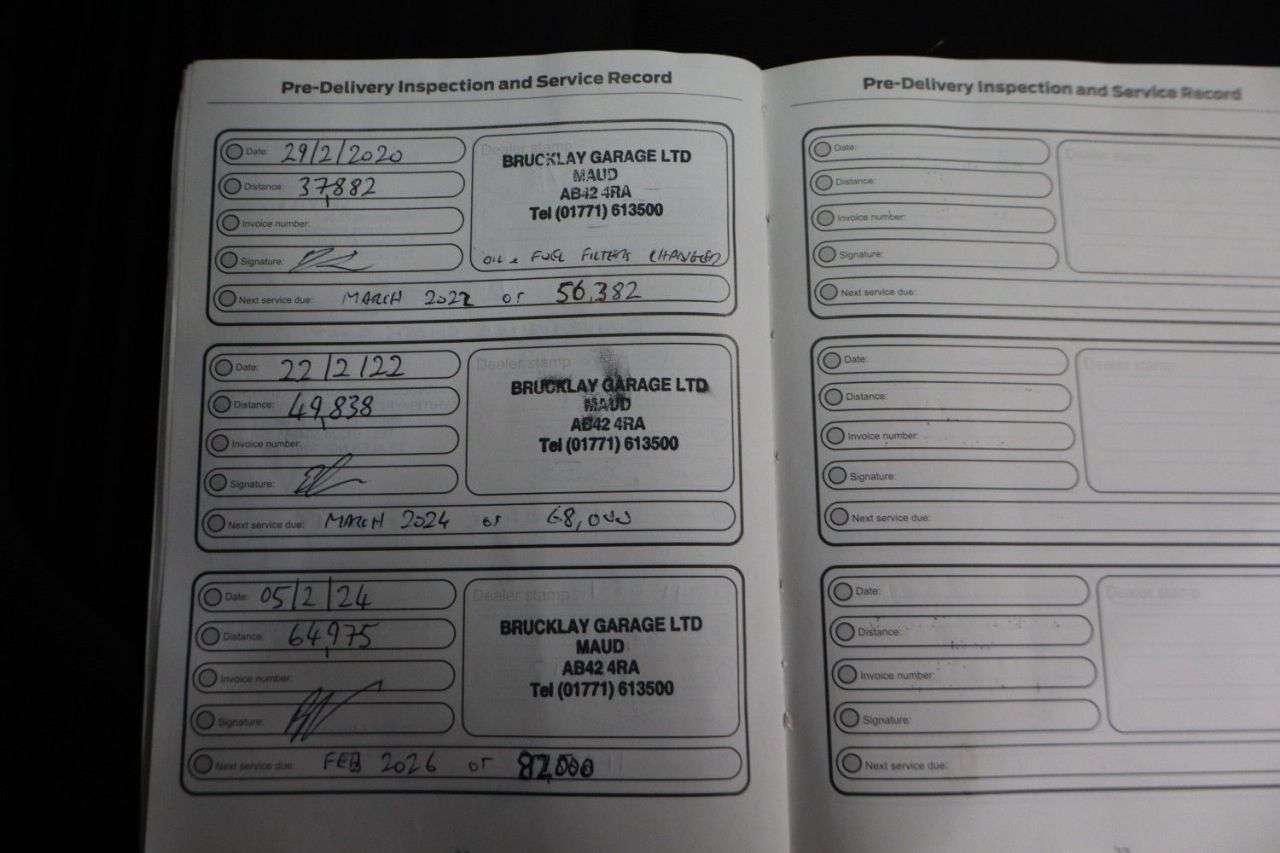 Pre-Delivery Inspection and Service Record
Date: 29/2/2020
Distance: 37,882
Invoice number:
Signature:
Dealer stamp
BRUCKLAY GARAGE LTD
MAUD
AB42 4RA
Tel (01771) 613500
OIL & FUEL FILTERS CHANGED
Next service due: MARCH 2022 or 56,382
Date: 22/2/22
Distance: 49,838
Invoice number:
Signature:
Dealer stamp
BRUCKLAY GARAGE LTD
MAUD
AB42 4RA
Tel (01771) 613500
Next service due: MARCH 2024 or 68,000
Date: 05/2/24
Distance: 64,975
Invoice number:
Signature:
Dealer stamp
BRUCKLAY GARAGE LTD
MAUD
AB42 4RA
Tel (01771) 613500
Next service due: FEB 2026 or 82,000
Pre-Delivery Inspection and Service Record
Date:
Distance:
Invoice number:
Signature:
Dealer stamp
Next service due:
Date:
Distance:
Invoice number:
Signature:
Dealer stamp
Next service due:
Date:
Distance:
Invoice number:
Signature:
Dealer stamp
Next service due: